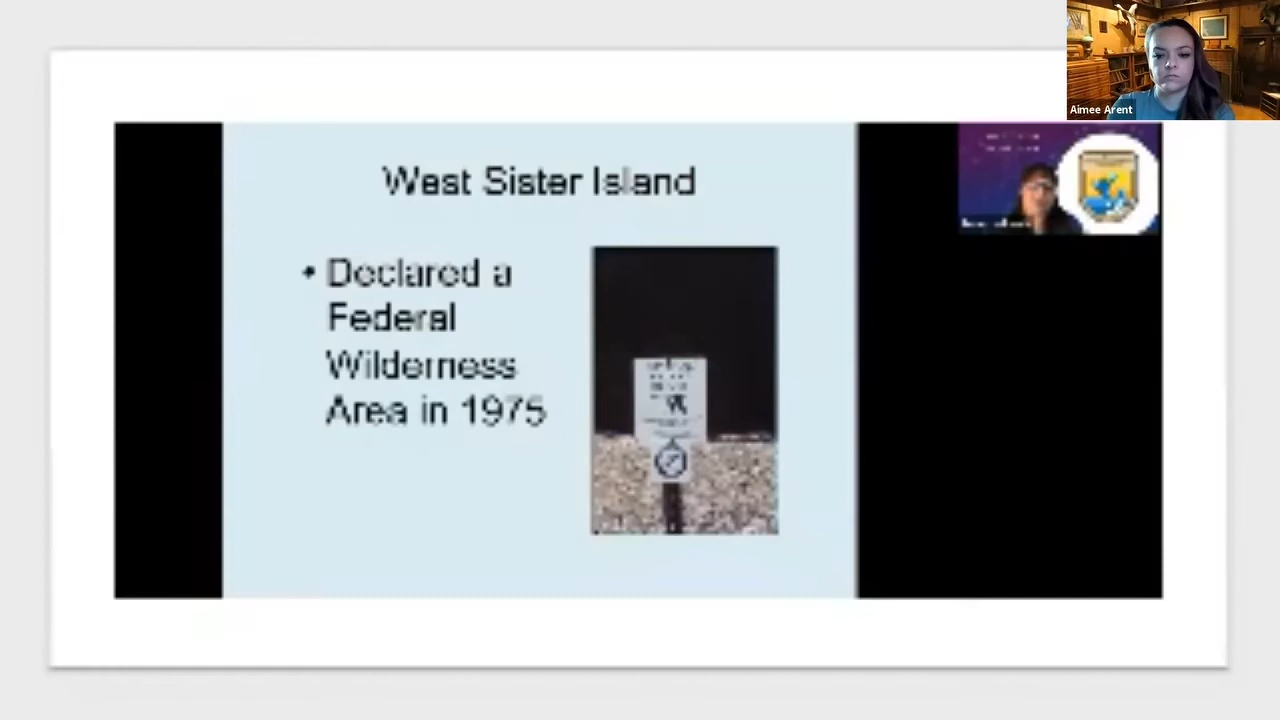 Aimee Arent
West Sister Island
• Declared a
Federal
Wilderness
Area in 1975